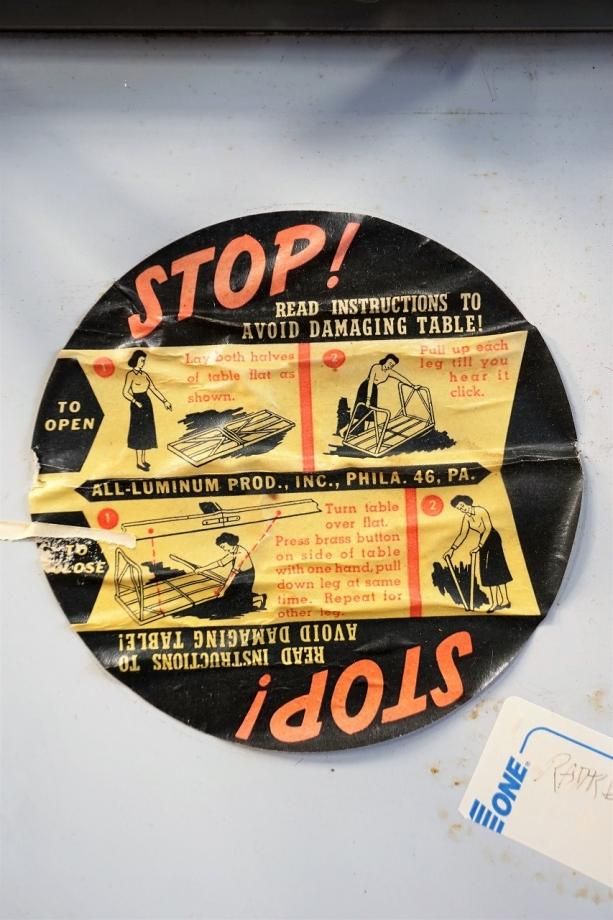 STOP!
READ INSTRUCTIONS TO
AVOID DAMAGING TABLE!
TO
OPEN
1
Lay both halves
of table flat as
shown.
2
Pull up each
leg till you
hear it
click.
ALL-LUMINUM PROD., INC., PHILA. 46, PA.
TO
CLOSE
1
Turn table
over flat.
Press brass button
on side of table
with one hand, pull
down leg at same
time. Repeat for
other leg.
2
STOP!
READ INSTRUCTIONS TO
AVOID DAMAGING TABLE!
ONE®